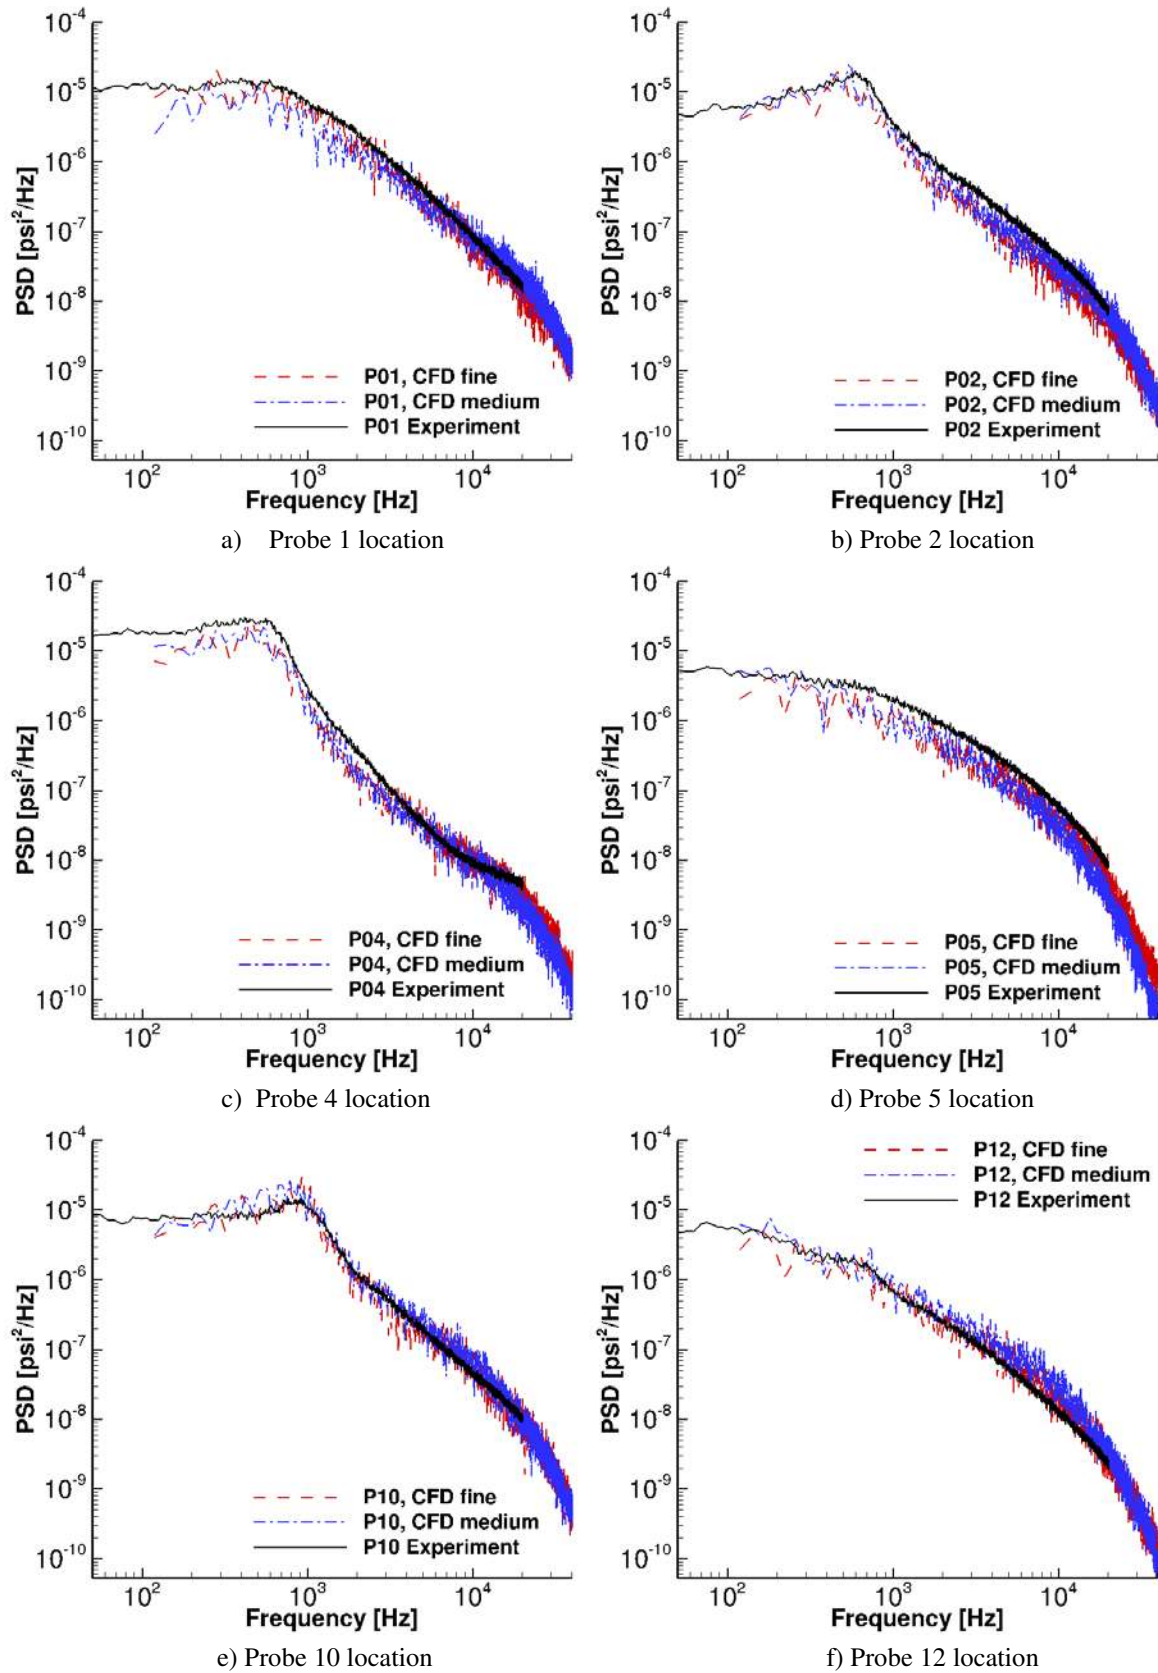 10⁻⁴
10⁻⁵
10⁻⁶
10⁻⁷
10⁻⁸
10⁻⁹
10⁻¹⁰
PSD [psi²/Hz]
P01, CFD fine
P01, CFD medium
P01 Experiment
10² 10³ 10⁴
Frequency [Hz]
a) Probe 1 location
10⁻⁴
10⁻⁵
10⁻⁶
10⁻⁷
10⁻⁸
10⁻⁹
10⁻¹⁰
PSD [psi²/Hz]
P02, CFD fine
P02, CFD medium
P02 Experiment
10² 10³ 10⁴
Frequency [Hz]
b) Probe 2 location
10⁻⁴
10⁻⁵
10⁻⁶
10⁻⁷
10⁻⁸
10⁻⁹
10⁻¹⁰
PSD [psi²/Hz]
P04, CFD fine
P04, CFD medium
P04 Experiment
10² 10³ 10⁴
Frequency [Hz]
c) Probe 4 location
10⁻⁴
10⁻⁵
10⁻⁶
10⁻⁷
10⁻⁸
10⁻⁹
10⁻¹⁰
PSD [psi²/Hz]
P05, CFD fine
P05, CFD medium
P05 Experiment
10² 10³ 10⁴
Frequency [Hz]
d) Probe 5 location
10⁻⁴
10⁻⁵
10⁻⁶
10⁻⁷
10⁻⁸
10⁻⁹
10⁻¹⁰
PSD [psi²/Hz]
P10, CFD fine
P10, CFD medium
P10 Experiment
10² 10³ 10⁴
Frequency [Hz]
e) Probe 10 location
10⁻⁴
10⁻⁵
10⁻⁶
10⁻⁷
10⁻⁸
10⁻⁹
10⁻¹⁰
PSD [psi²/Hz]
P12, CFD fine
P12, CFD medium
P12 Experiment
10² 10³ 10⁴
Frequency [Hz]
f) Probe 12 location